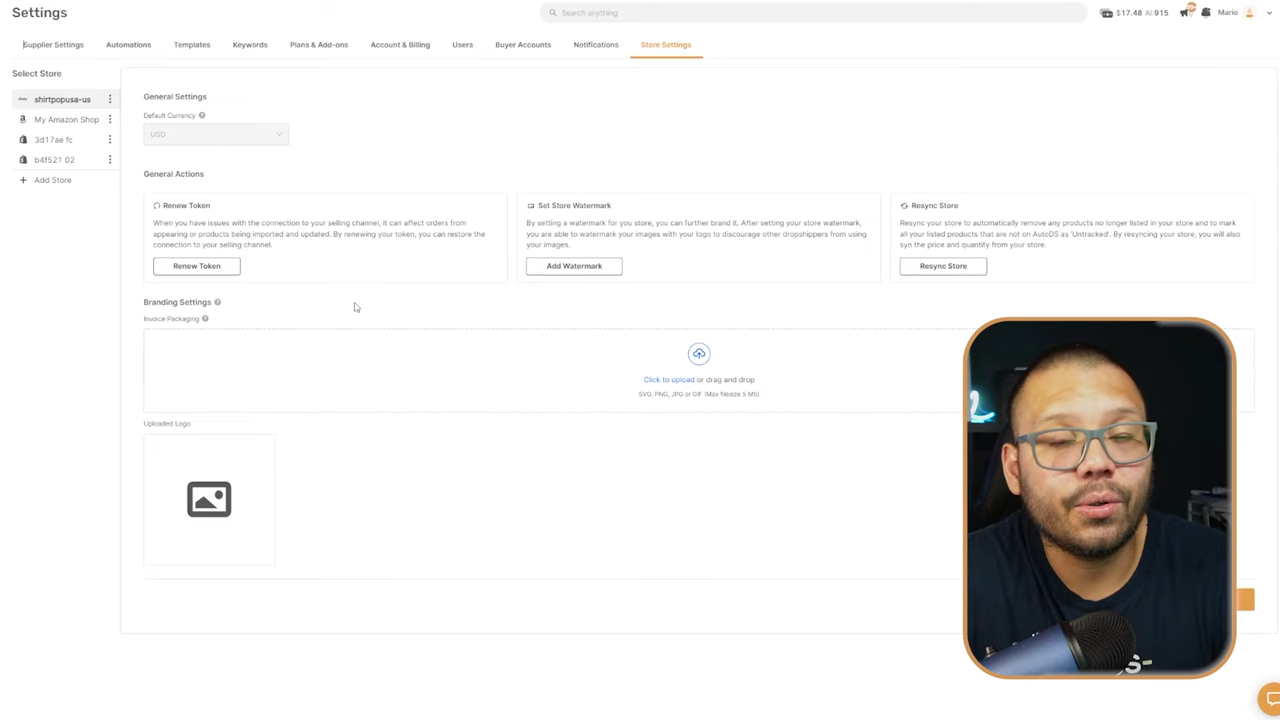 Settings
Search anything
$17.48 AI:915
Mario
Supplier Settings
Automations
Templates
Keywords
Plans & Add-ons
Account & Billing
Users
Buyer Accounts
Notifications
Store Settings
Select Store
shirtpopusa-us
My Amazon Shop
3d17ae fc
b4f521 02
Add Store
General Settings
Default Currency
USD
General Actions
Renew Token
When you have issues with the connection to your selling channel, it can affect orders from
appearing or products being imported and updated. By renewing your token, you can restore the
connection to your selling channel.
Renew Token
Set Store Watermark
By setting a watermark for you store, you can further brand it. After setting your store watermark,
you are able to watermark your images with your logo to discourage other dropshippers from using
your images.
Add Watermark
Resync Store
Resync your store to automatically remove any products no longer listed in your store and to mark
all your listed products that are not on AutoDS as 'Untracked'. By resyncing your store, you will also
syn the price and quantity from your store.
Resync Store
Branding Settings
Invoice Packaging
Click to upload or drag and drop
SVG, PNG, JPG or GIF (Max filesize 5 MB)
Uploaded Logo